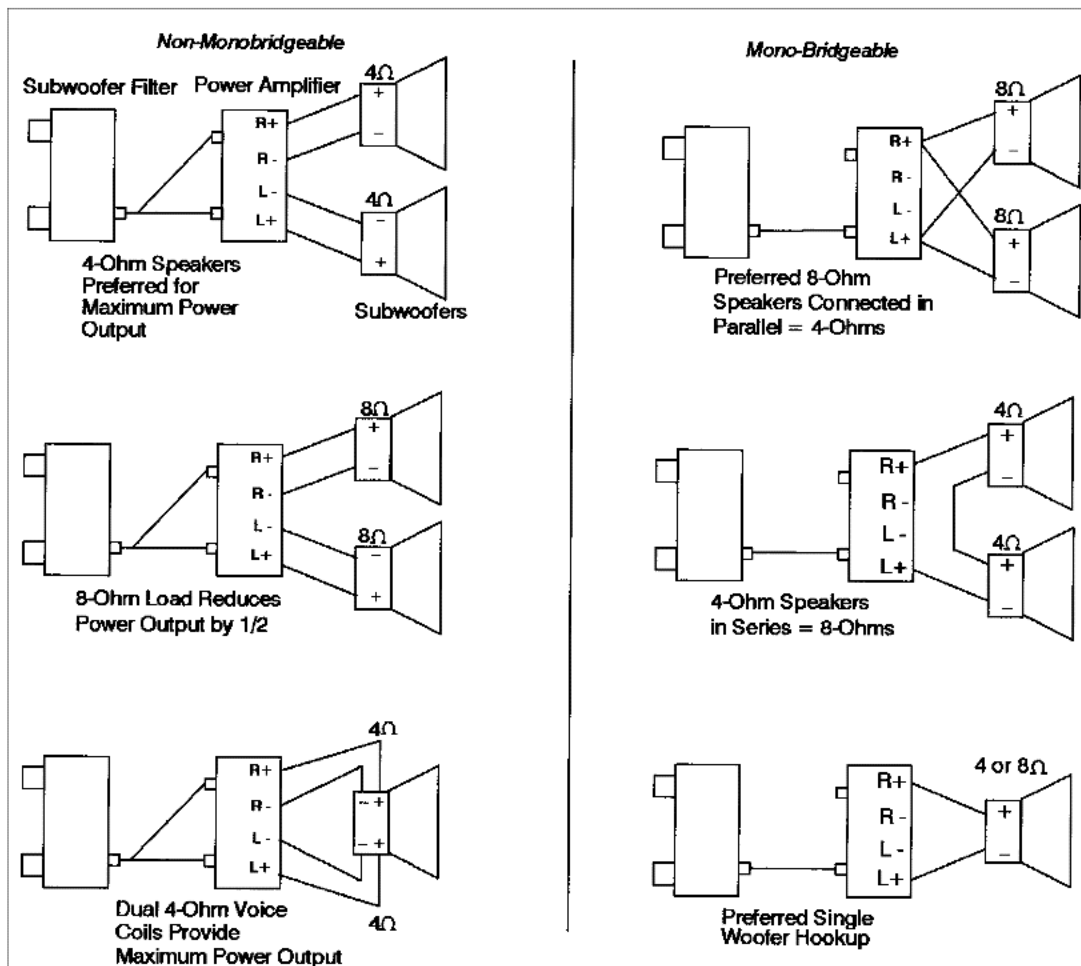 Non-Monobridgeable
Subwoofer Filter
Power Amplifier
4Ω
+
−
R+
R -
L -
L+
4Ω
−
+
4-Ohm Speakers
Preferred for
Maximum Power
Output
Subwoofers
8Ω
+
−
R+
R -
L -
L+
8Ω
−
+
8-Ohm Load Reduces
Power Output by 1/2
4Ω
R+
R -
L -
L+
− +
− +
4Ω
Dual 4-Ohm Voice
Coils Provide
Maximum Power Output
Mono-Bridgeable
8Ω
+
−
R+
R -
L -
L+
8Ω
+
−
Preferred 8-Ohm
Speakers Connected in
Parallel = 4-Ohms
4Ω
+
−
R+
R -
L -
L+
4Ω
+
−
4-Ohm Speakers
in Series = 8-Ohms
4 or 8Ω
R+
R -
L -
L+
+
−
Preferred Single
Woofer Hookup